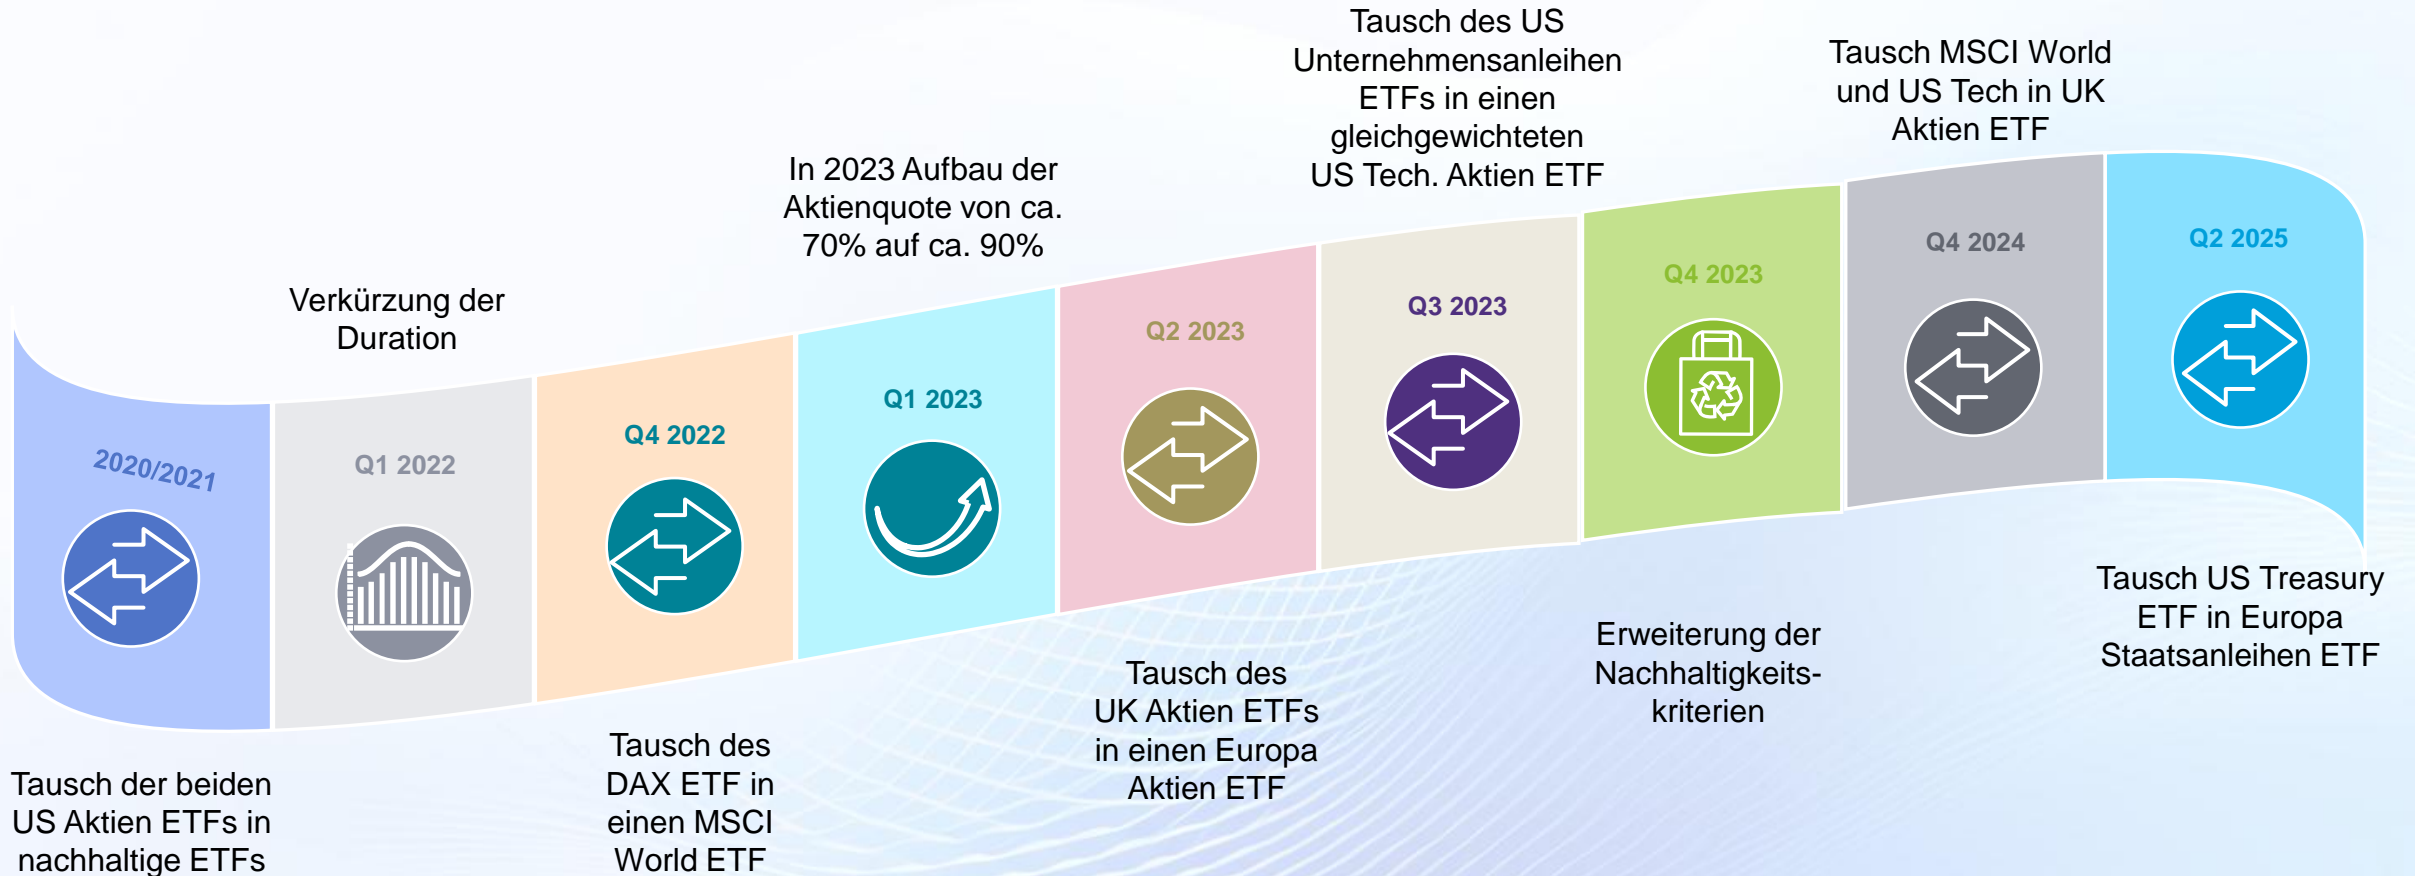 2020/2021
Tausch der beiden
US Aktien ETFs in
nachhaltige ETFs
Verkürzung der
Duration
Q1 2022
Q4 2022
Tausch des
DAX ETF in
einen MSCI
World ETF
In 2023 Aufbau der
Aktienquote von ca.
70% auf ca. 90%
Q1 2023
Q2 2023
Tausch des
UK Aktien ETFs
in einen Europa
Aktien ETF
Tausch des US
Unternehmensanleihen
ETFs in einen
gleichgewichteten
US Tech. Aktien ETF
Q3 2023
Q4 2023
Erweiterung der
Nachhaltigkeits-
kriterien
Tausch MSCI World
und US Tech in UK
Aktien ETF
Q4 2024
Q2 2025
Tausch US Treasury
ETF in Europa
Staatsanleihen ETF